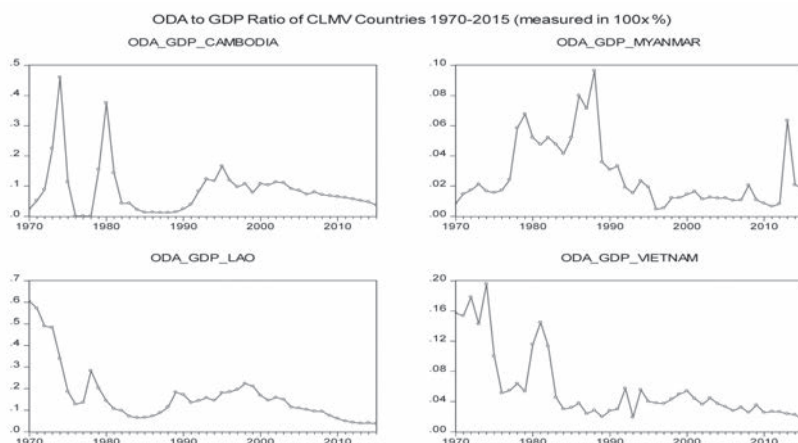 ODA to GDP Ratio of CLMV Countries 1970-2015 (measured in 100x %)
ODA_GDP_CAMBODIA
.5
.4
.3
.2
.1
.0
1970 1980 1990 2000 2010
ODA_GDP_MYANMAR
.10
.08
.06
.04
.02
.00
1970 1980 1990 2000 2010
ODA_GDP_LAO
.7
.6
.5
.4
.3
.2
.1
.0
1970 1980 1990 2000 2010
ODA_GDP_VIETNAM
.20
.16
.12
.08
.04
.00
1970 1980 1990 2000 2010